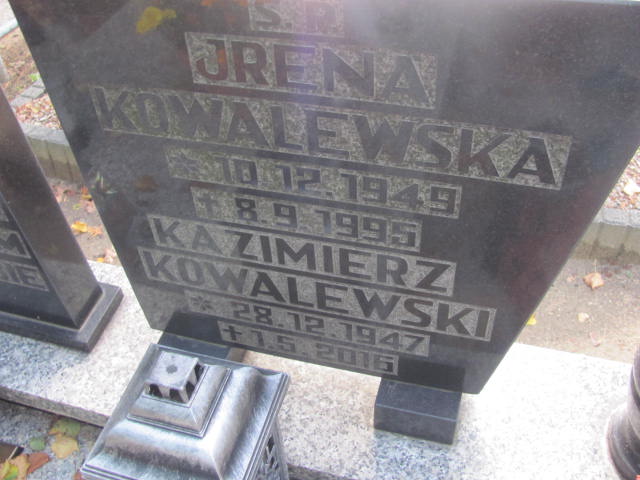 Ś.P.
JRENA
KOWALEWSKA
* 10.12.1949
+ 8.9.1995
KAZIMIERZ
KOWALEWSKI
* 28.12.1947
+ 1.5.2016